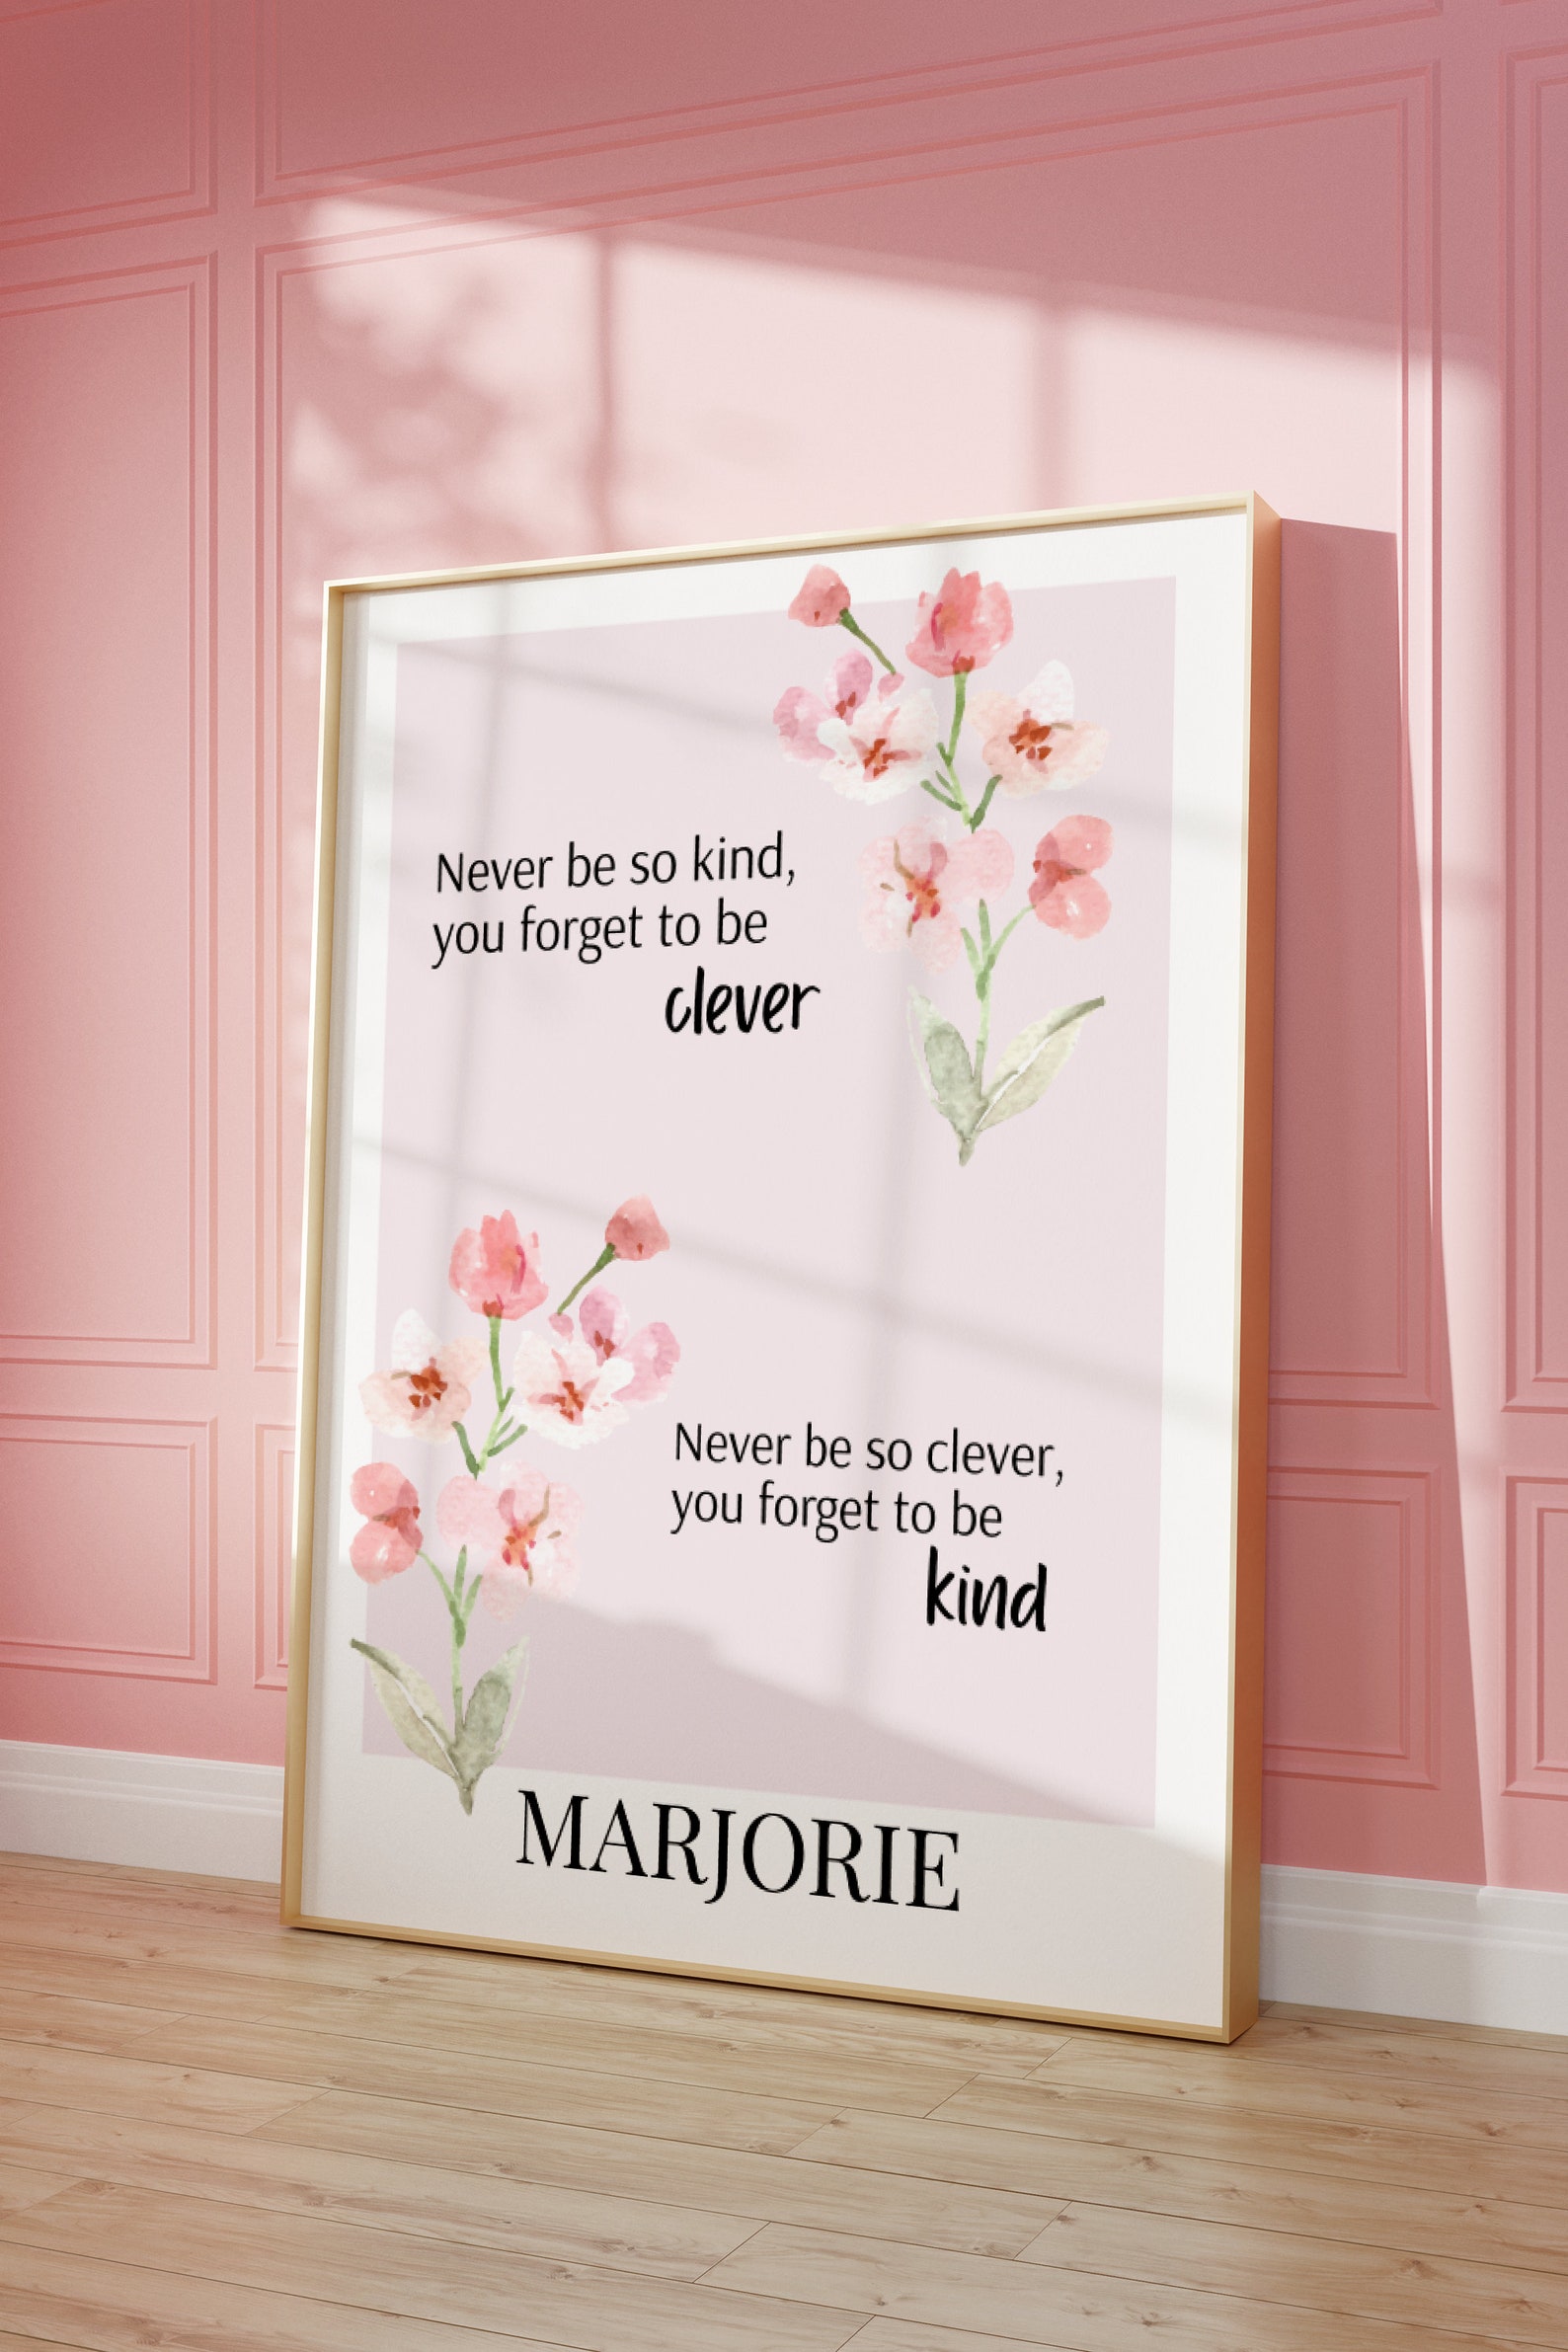 Never be so kind,
you forget to be
clever
Never be so clever,
you forget to be
kind
MARJORIE